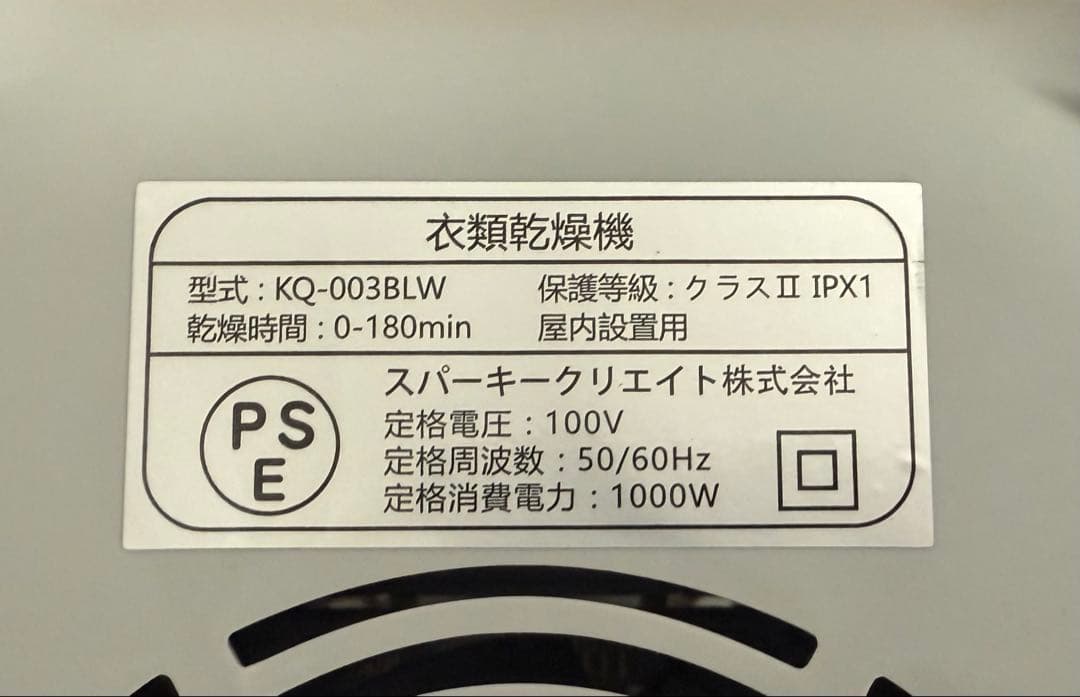 衣類乾燥機
型式 : KQ-003BLW 保護等級 : クラスⅡ IPX1
乾燥時間 : 0-180min 屋内設置用
スパーキークリエイト株式会社
PS
E
定格電圧 : 100V
定格周波数 : 50/60Hz
定格消費電力 : 1000W